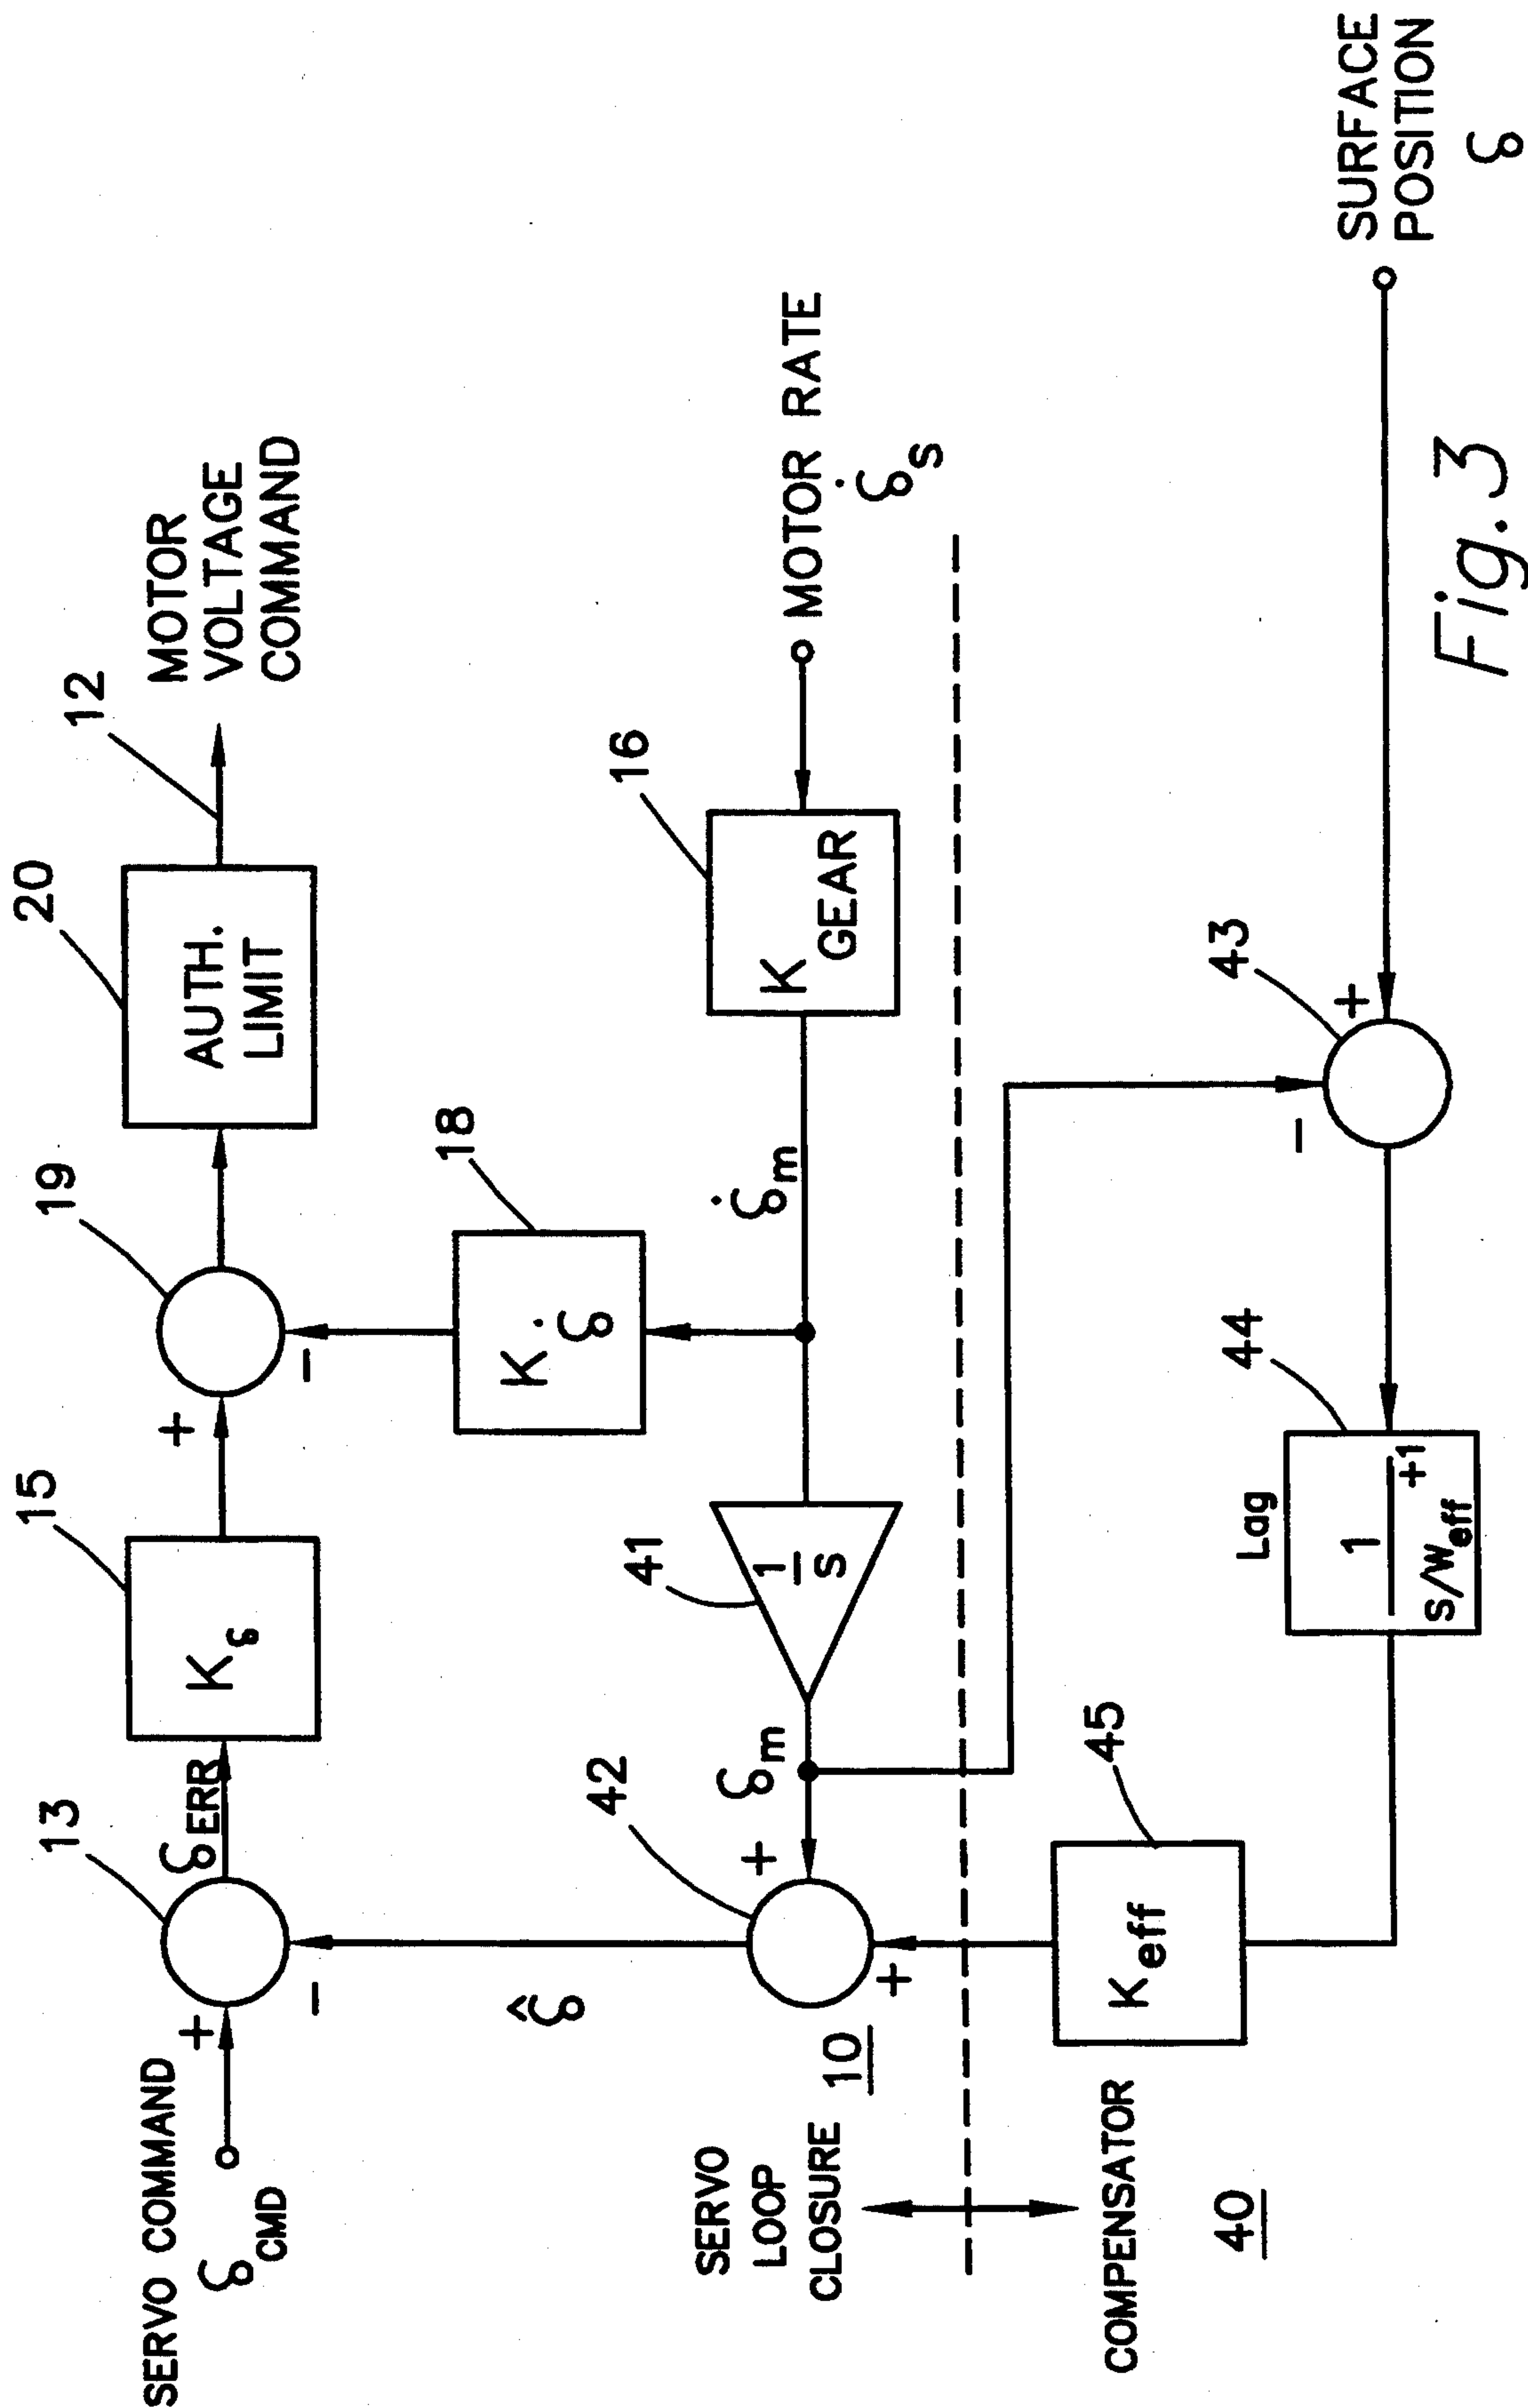 SERVO COMMAND
δCMD
13
δERR
15
Kδ
19
20
AUTH.
LIMIT
12
MOTOR
VOLTAGE
COMMAND
+
-
+
-
18
K δ̇
δ̂
42
+
+
δm
41
1
s
δ̇m
16
K GEAR
MOTOR RATE
δ̇s
SERVO
LOOP
CLOSURE
10
COMPENSATOR
40
45
Keff
Lag
44
1
s/Weff +1
43
-
+
SURFACE
POSITION
δ
Fig. 3